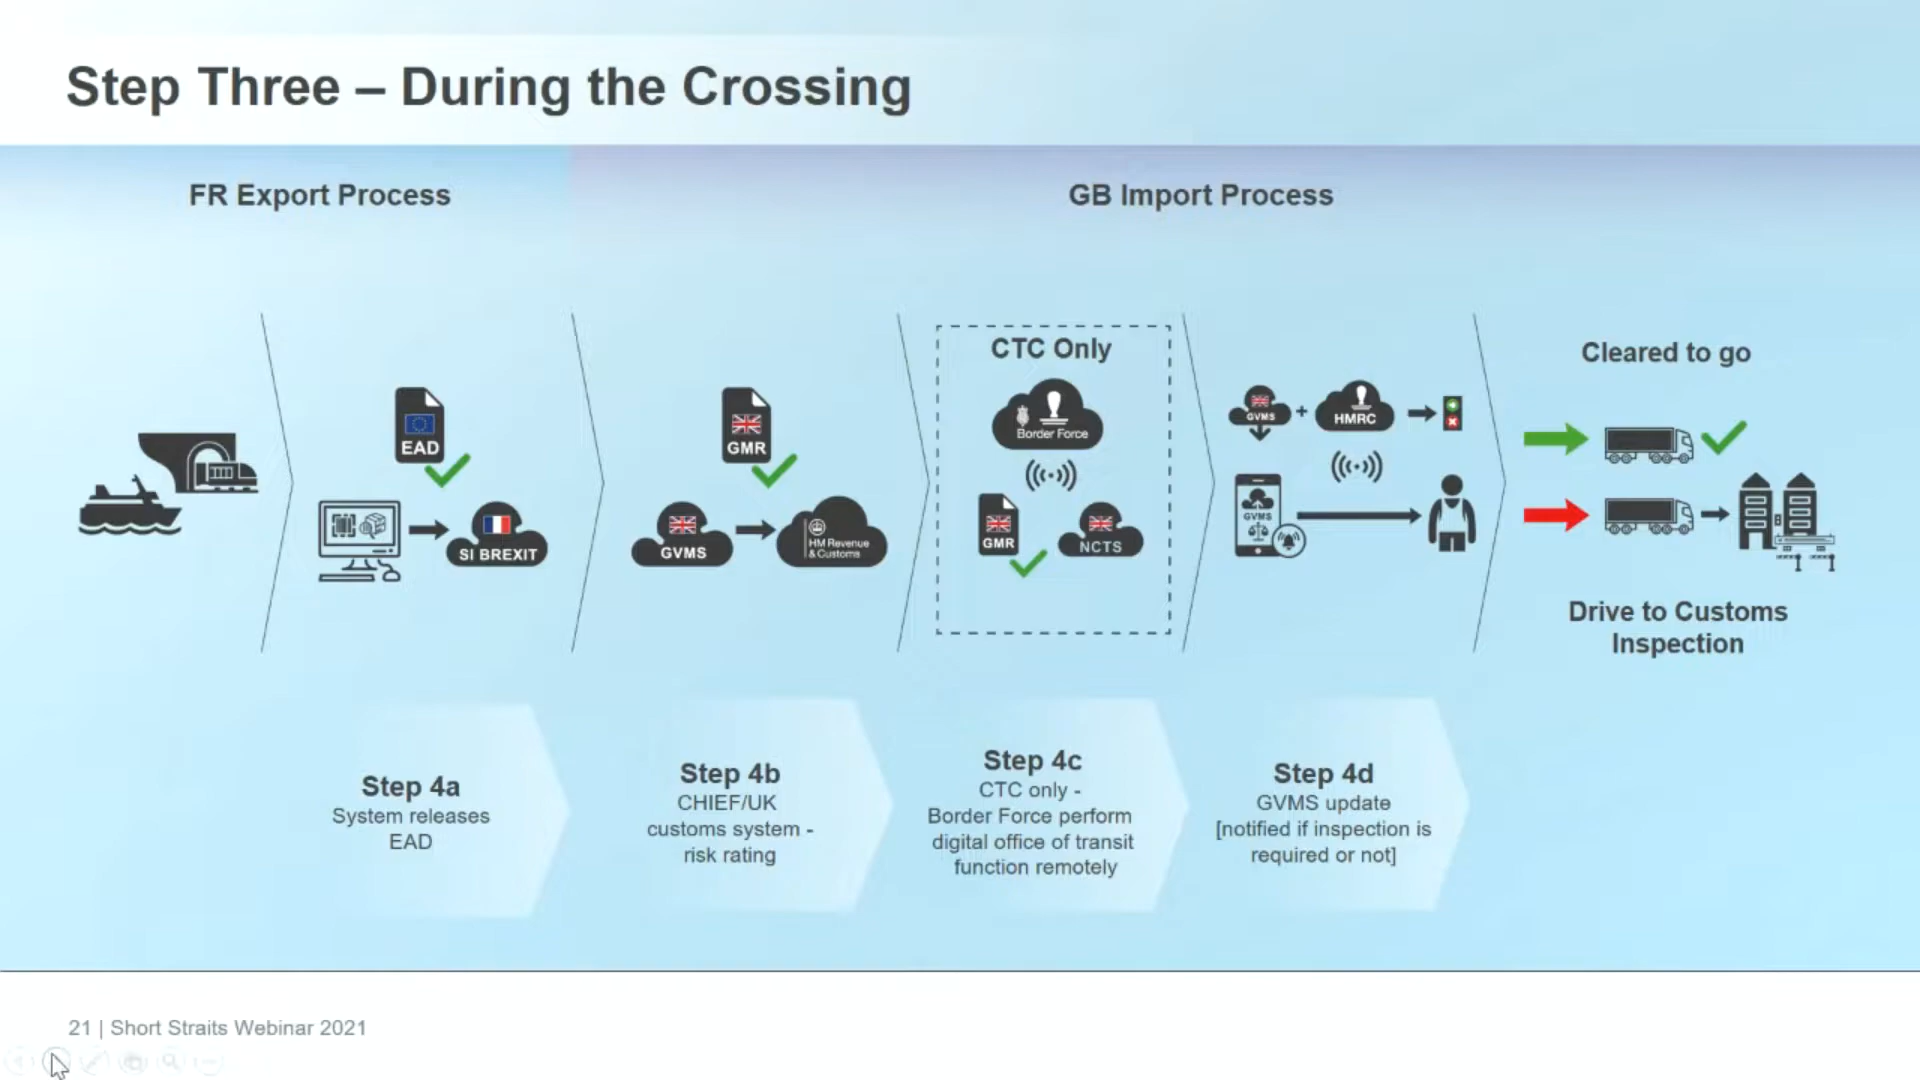 Step Three – During the Crossing
FR Export Process
GB Import Process
EAD
SI BREXIT
GMR
GVMS
HM Revenue
& Customs
CTC Only
Border Force
GMR
NCTS
GVMS
+
HMRC
GVMS
Cleared to go
Drive to Customs
Inspection
Step 4a
System releases
EAD
Step 4b
CHIEF/UK
customs system -
risk rating
Step 4c
CTC only -
Border Force perform
digital office of transit
function remotely
Step 4d
GVMS update
[notified if inspection is
required or not]
21 | Short Straits Webinar 2021